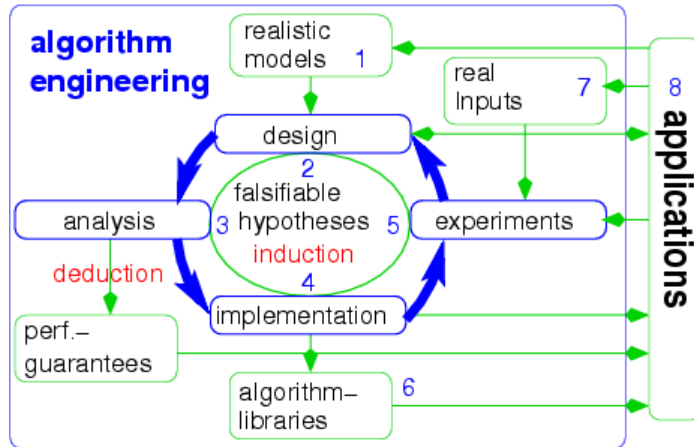 algorithm
engineering
realistic
models 1
real
Inputs 7
8
applications
design
2
falsifiable
hypotheses
induction
3
5
4
analysis
experiments
deduction
implementation
perf.–
guarantees
algorithm–
libraries
6